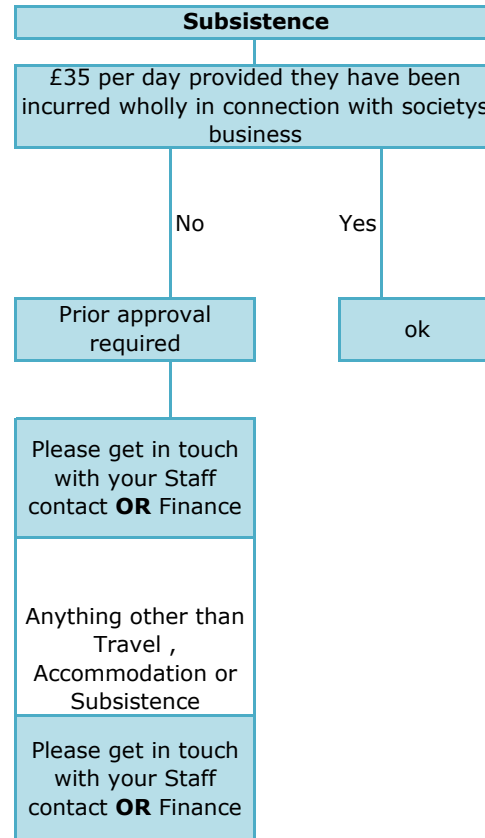 Subsistence
£35 per day provided they have been
incurred wholly in connection with societys
business
No
Yes
Prior approval
required
ok
Please get in touch
with your Staff
contact OR Finance
Anything other than
Travel ,
Accommodation or
Subsistence
Please get in touch
with your Staff
contact OR Finance